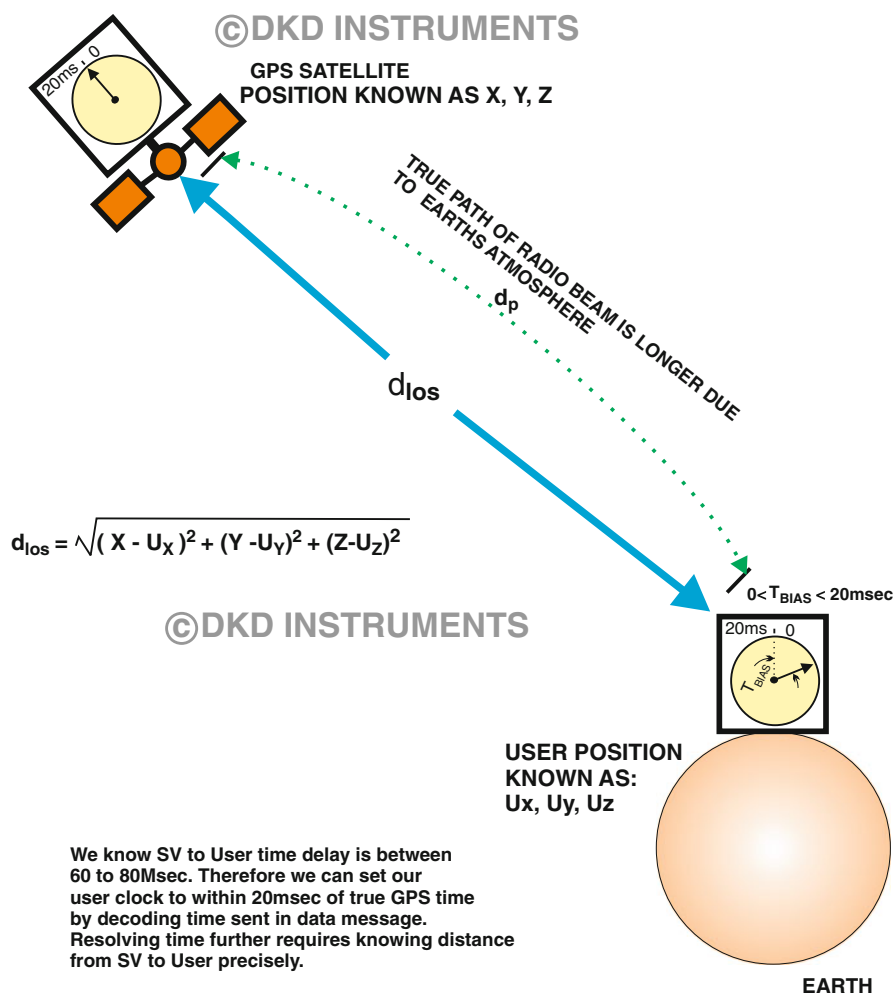 ©DKD INSTRUMENTS
20ms 0
GPS SATELLITE
POSITION KNOWN AS X, Y, Z
TRUE PATH OF RADIO BEAM IS LONGER DUE
TO EARTHS ATMOSPHERE
dp
dlos
dlos = √( X - UX )2 + (Y -UY)2 + (Z-UZ)2
0< TBIAS < 20msec
©DKD INSTRUMENTS
20ms 0
TBIAS
USER POSITION
KNOWN AS:
Ux, Uy, Uz
We know SV to User time delay is between
60 to 80Msec. Therefore we can set our
user clock to within 20msec of true GPS time
by decoding time sent in data message.
Resolving time further requires knowing distance
from SV to User precisely.
EARTH